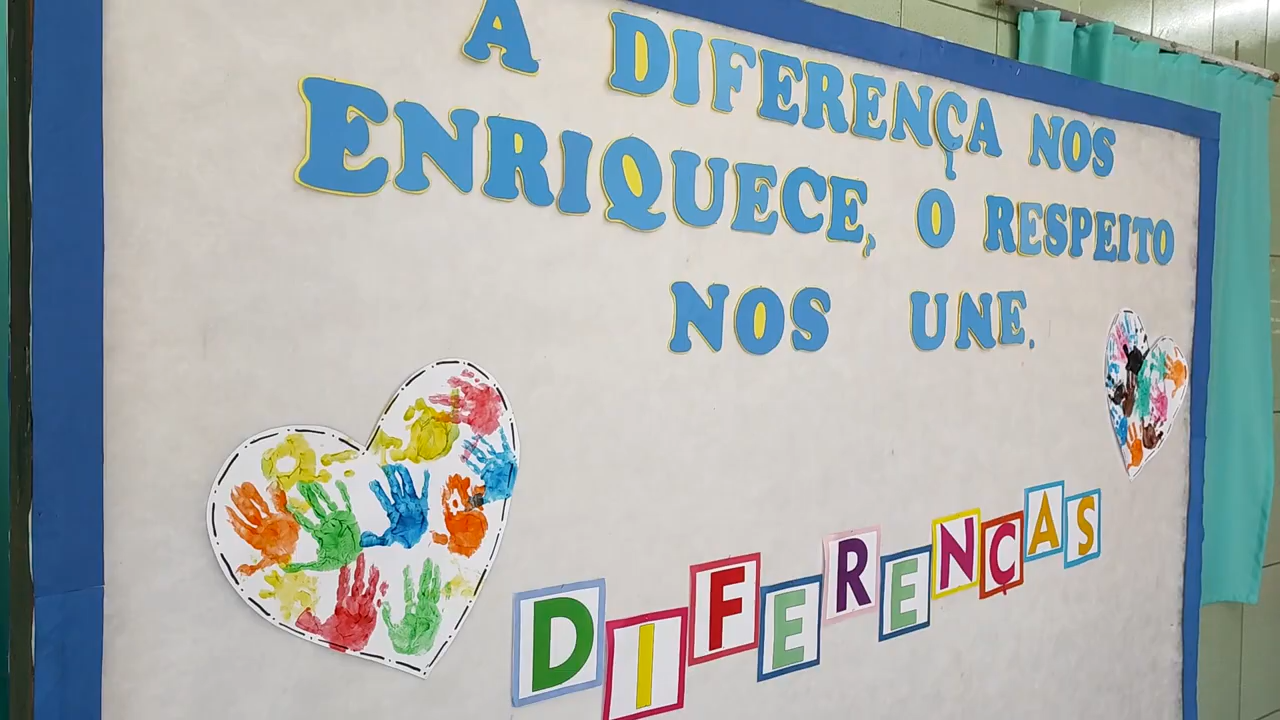 A DIFERENÇA NOS
ENRIQUECE, O RESPEITO
NOS UNE.
DIFERENÇAS